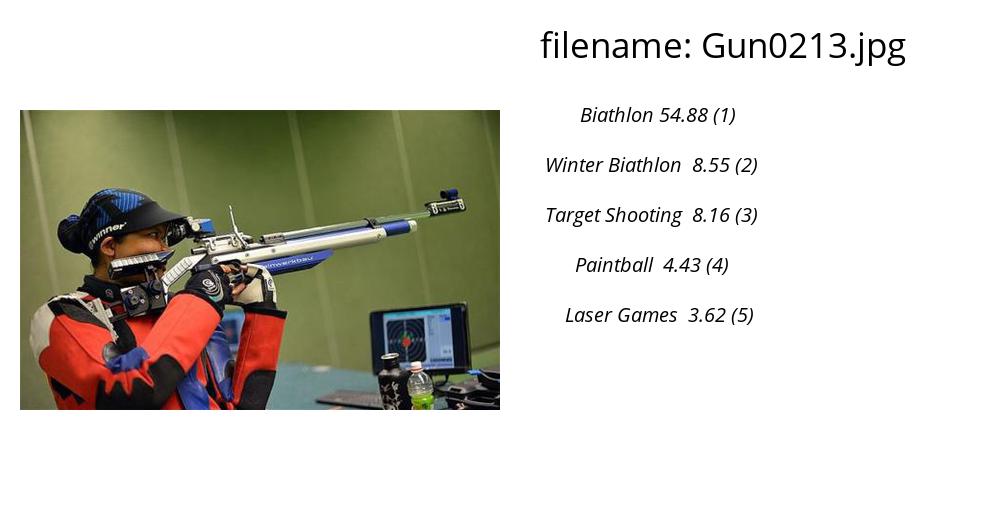 filename: Gun0213.jpg
Biathlon 54.88 (1)
Winter Biathlon 8.55 (2)
Target Shooting 8.16 (3)
Paintball 4.43 (4)
Laser Games 3.62 (5)
winner